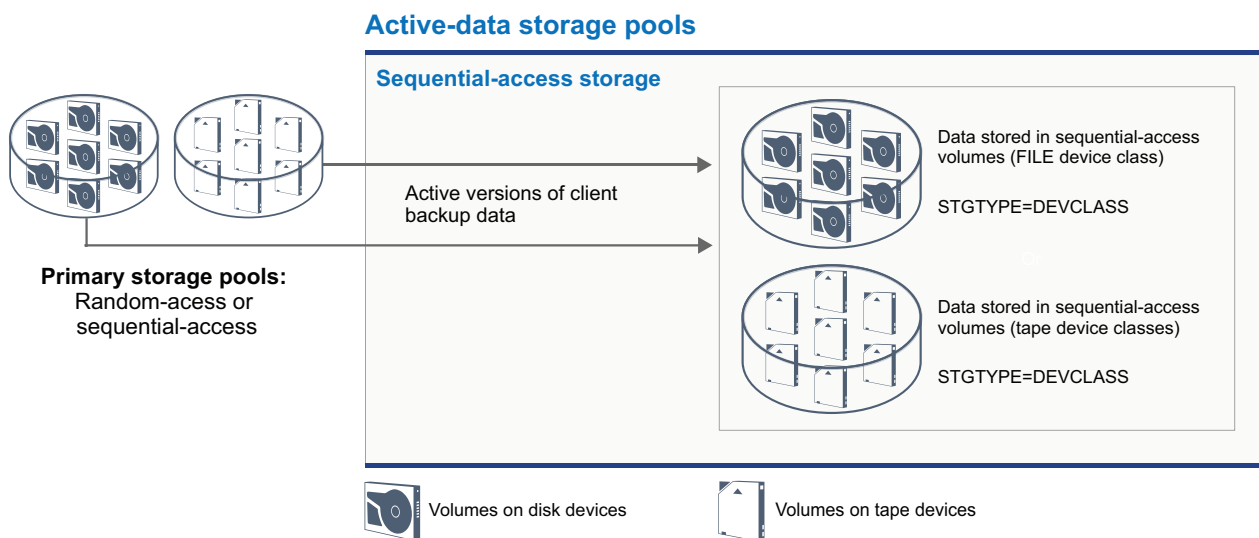 Active-data storage pools
Sequential-access storage
Data stored in sequential-access
volumes (FILE device class)
STGTYPE=DEVCLASS
Active versions of client
backup data
Primary storage pools:
Random-acess or
sequential-access
Data stored in sequential-access
volumes (tape device classes)
STGTYPE=DEVCLASS
Volumes on disk devices
Volumes on tape devices